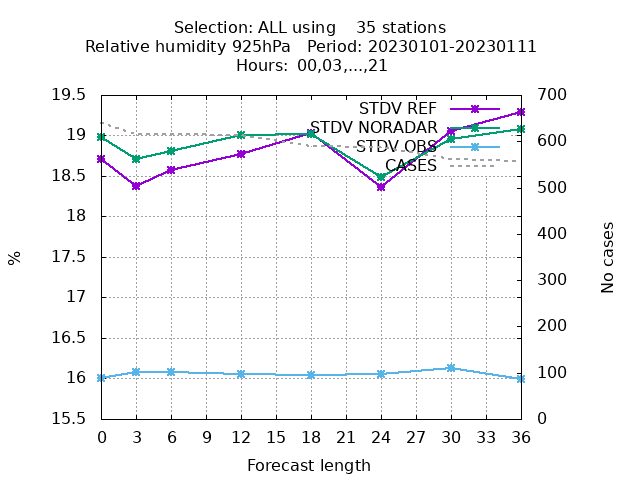 Selection: ALL using    35 stations
Relative humidity 925hPa   Period: 20230101-20230111
Hours: 00,03,...,21
STDV REF
STDV NORADAR
STDV OBS
CASES
19.5
19
18.5
18
17.5
17
16.5
16
15.5
700
600
500
400
300
200
100
0
%
No cases
0 3 6 9 12 15 18 21 24 27 30 33 36
Forecast length